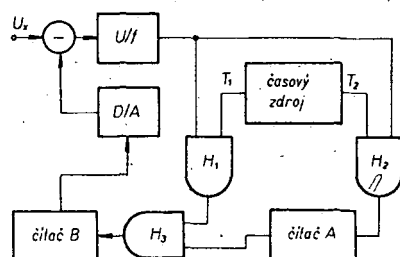 Uₓ
−
U/f
T₁
časový
zdroj
T₂
D/A
H₁
H₂
čítač B
H₃
čítač A